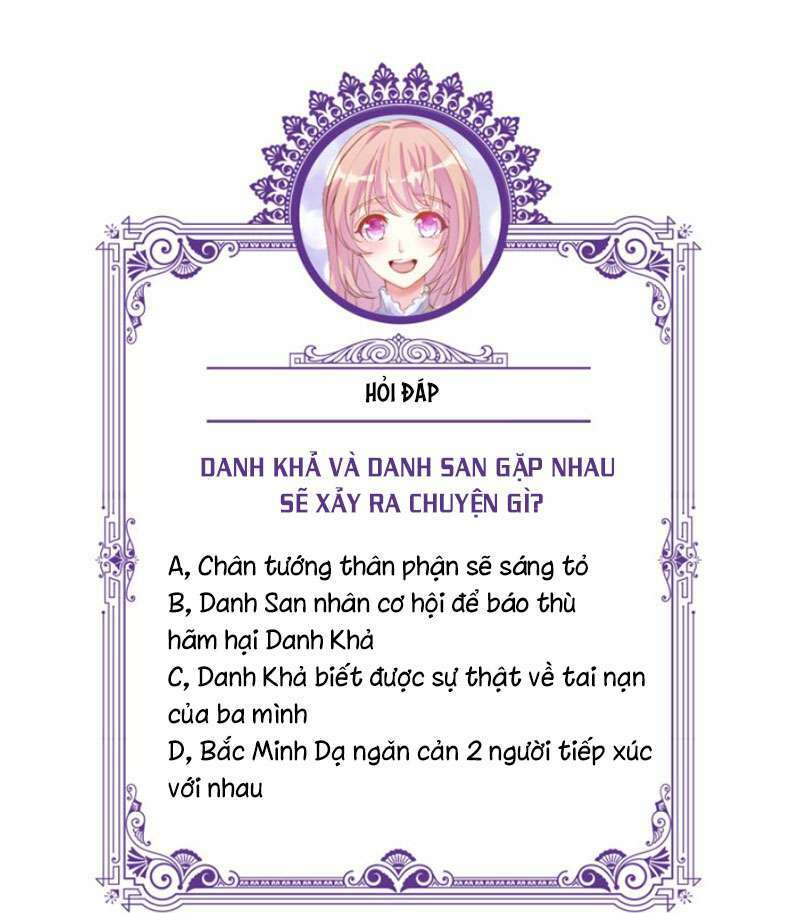 HỎI ĐÁP
DANH KHẢ VÀ DANH SAN GẶP NHAU
SẼ XẢY RA CHUYỆN GÌ?
A, Chân tướng thân phận sẽ sáng tỏ
B, Danh San nhân cơ hội để báo thù
hãm hại Danh Khả
C, Danh Khả biết được sự thật về tai nạn
của ba mình
D, Bắc Minh Dạ ngăn cản 2 người tiếp xúc
với nhau